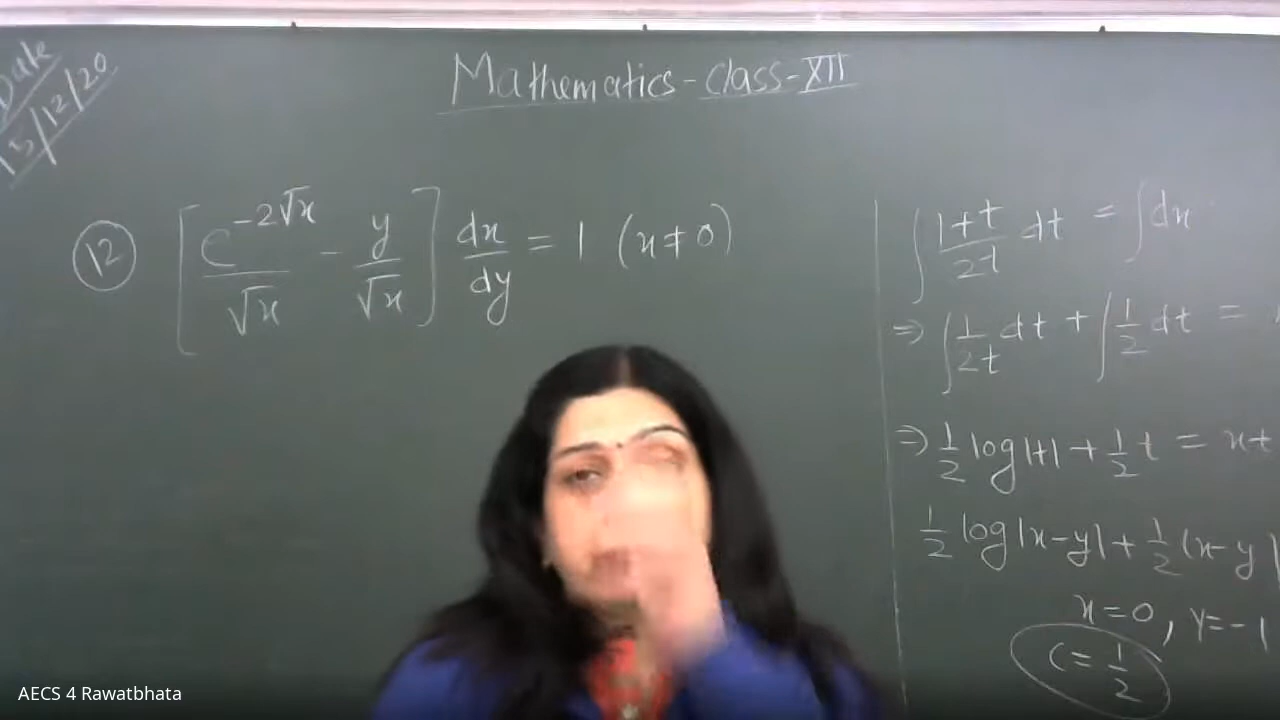 Date
15/12/20
Mathematics - Class - XII
(12) [e^{-2√x}/√x - y/√x] dx/dy = 1 (x≠0)
∫ (1+t)/2t dt = ∫dx
⇒ ∫ 1/2t dt + ∫ 1/2 dt =
⇒ 1/2 log|t| + 1/2 t = x+
1/2 log|x-y| + 1/2 (x-y)
x=0, y=-1
C = 1/2
AECS 4 Rawatbhata